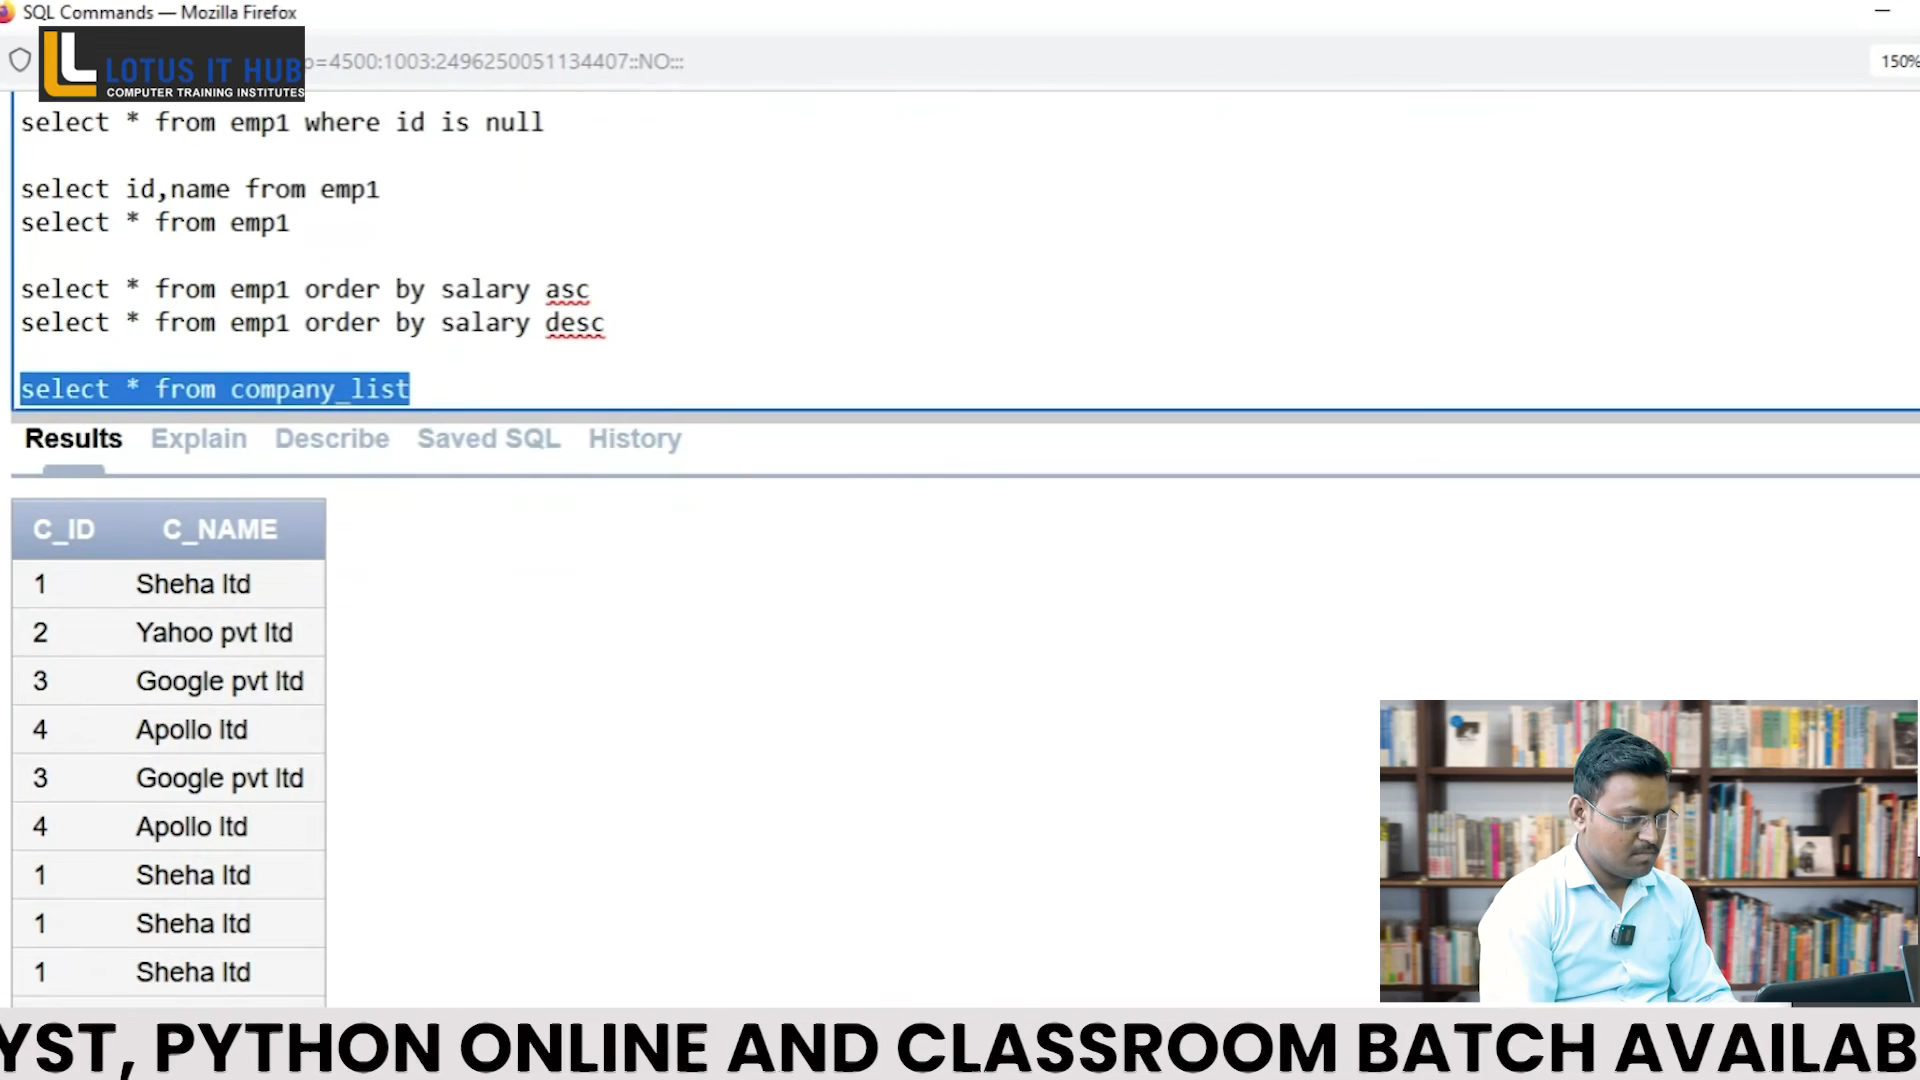 SQL Commands — Mozilla Firefox
LOTUS IT HUB
COMPUTER TRAINING INSTITUTES
=4500:1003:2496250051134407::NO:::
150%
select * from emp1 where id is null
select id,name from emp1
select * from emp1
select * from emp1 order by salary asc
select * from emp1 order by salary desc
select * from company_list
Results Explain Describe Saved SQL History
C_ID C_NAME
1 Sheha ltd
2 Yahoo pvt ltd
3 Google pvt ltd
4 Apollo ltd
3 Google pvt ltd
4 Apollo ltd
1 Sheha ltd
1 Sheha ltd
1 Sheha ltd
YST, PYTHON ONLINE AND CLASSROOM BATCH AVAILAB